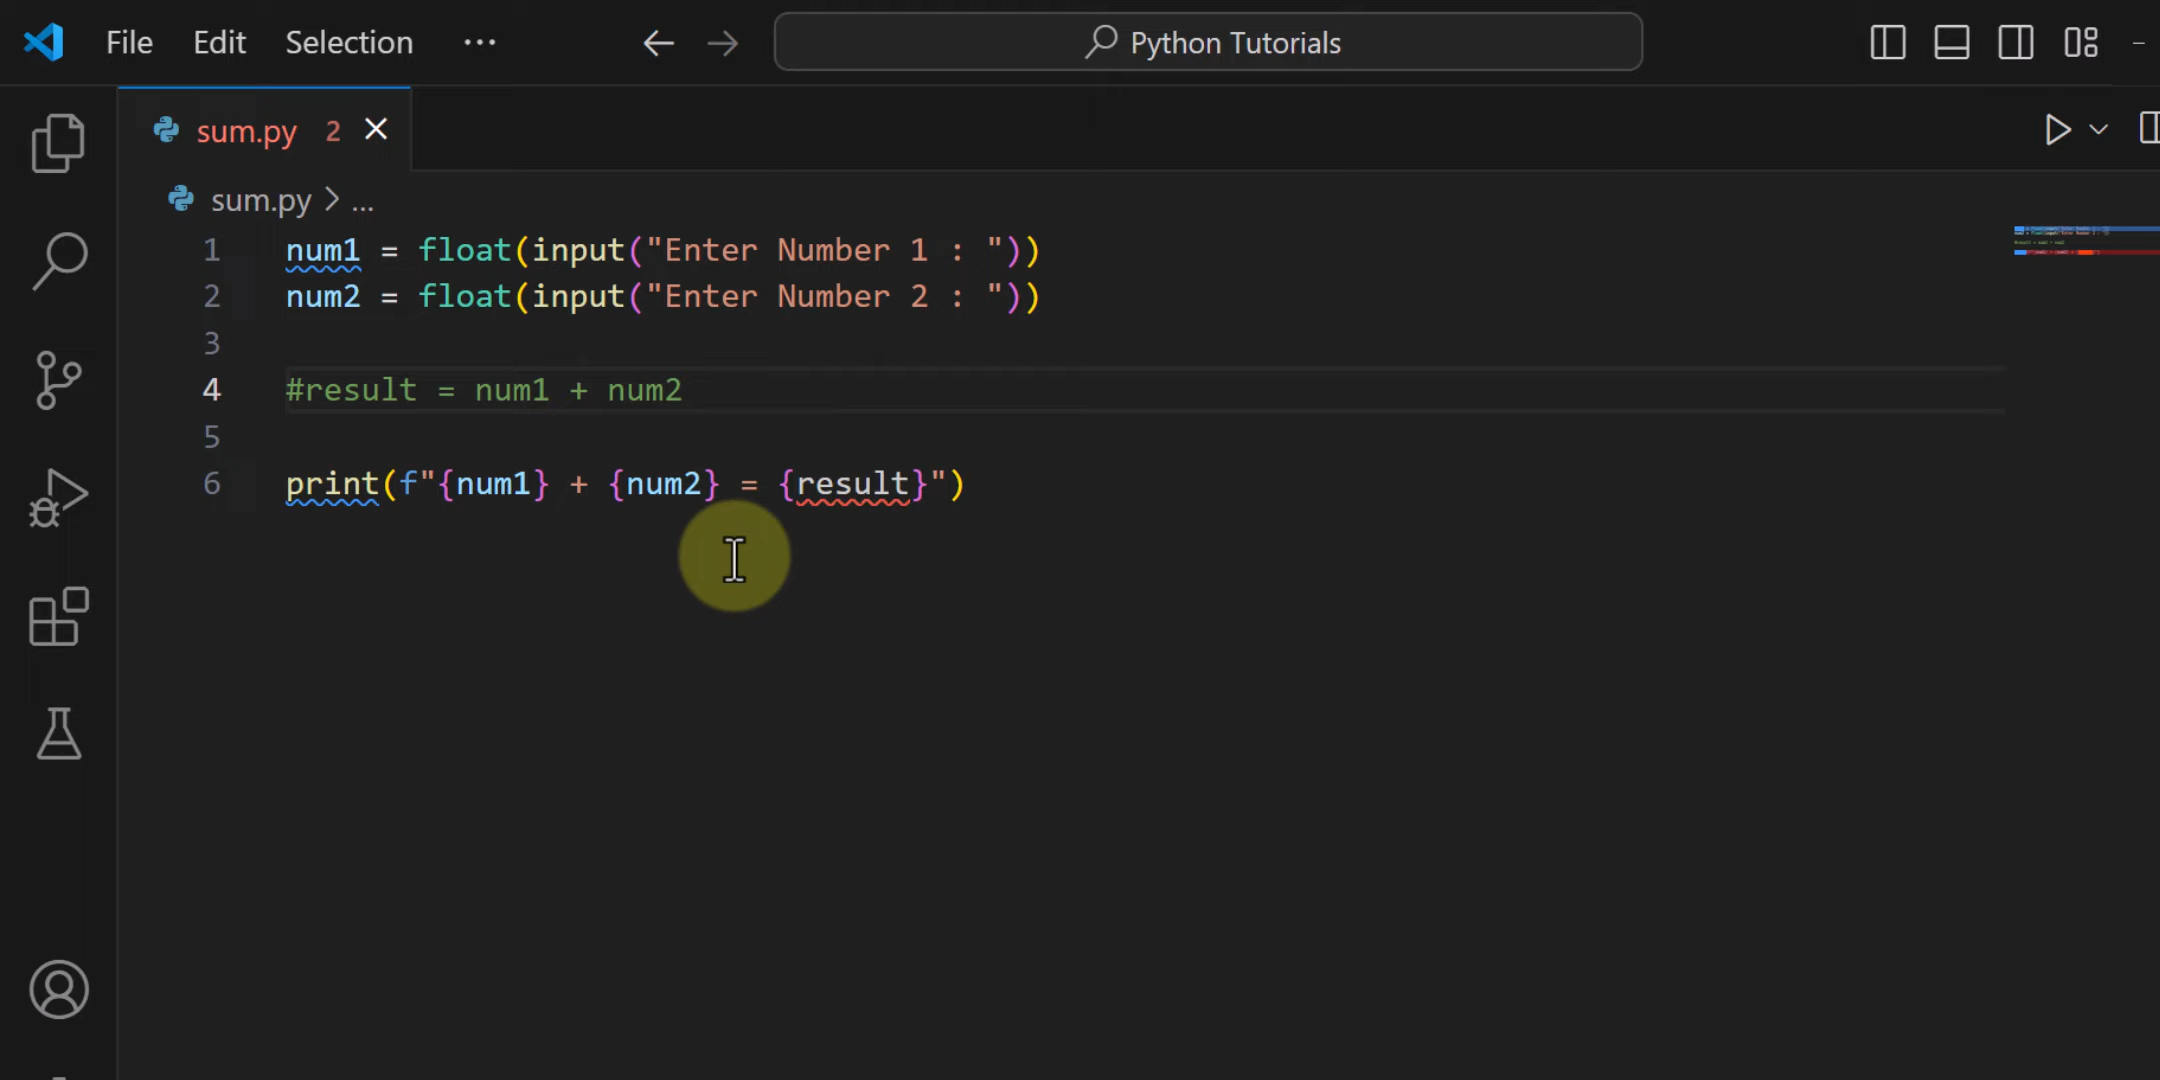 File Edit Selection ... Python Tutorials
sum.py 2
sum.py > ...
1 num1 = float(input("Enter Number 1 : "))
2 num2 = float(input("Enter Number 2 : "))
3
4 #result = num1 + num2
5
6 print(f"{num1} + {num2} = {result}")